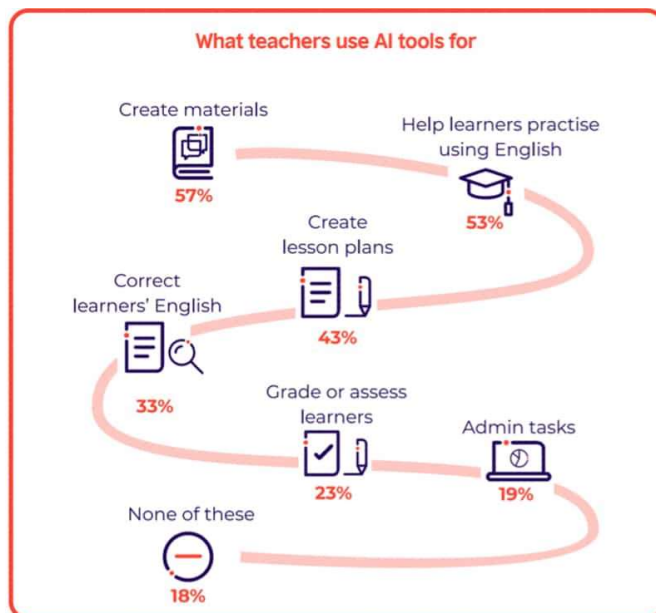 What teachers use AI tools for
Create materials
57%
Help learners practise
using English
53%
Create
lesson plans
43%
Correct
learners' English
33%
Grade or assess
learners
23%
Admin tasks
19%
None of these
18%